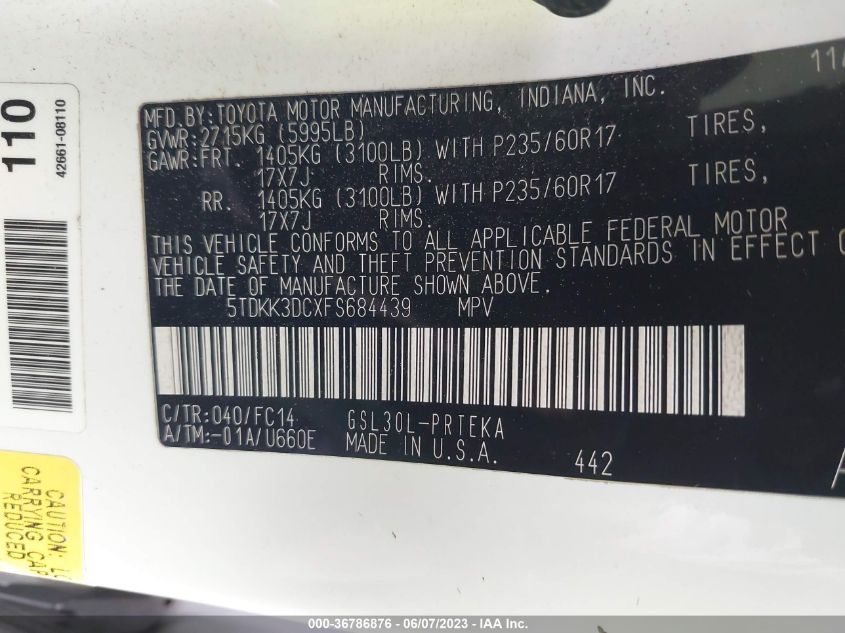 110
42661-08110
11/
MFD. BY: TOYOTA MOTOR MANUFACTURING, INDIANA, INC.
GVWR: 2715KG (5995LB)
GAWR: FRT. 1405KG (3100LB) WITH P235/60R17 TIRES,
17X7J RIMS.
RR. 1405KG (3100LB) WITH P235/60R17 TIRES,
17X7J RIMS.
THIS VEHICLE CONFORMS TO ALL APPLICABLE FEDERAL MOTOR
VEHICLE SAFETY AND THEFT PREVENTION STANDARDS IN EFFECT
THE DATE OF MANUFACTURE SHOWN ABOVE.
5TDKK3DCXFS684439 MPV
C/TR: 040/FC14 GSL30L-PRTEKA
A/TM: -01A/U660E MADE IN U.S.A.
442
CAUTION:
CARRYING
REDUCED
000-36786876 - 06/07/2023 - © IAA Inc.